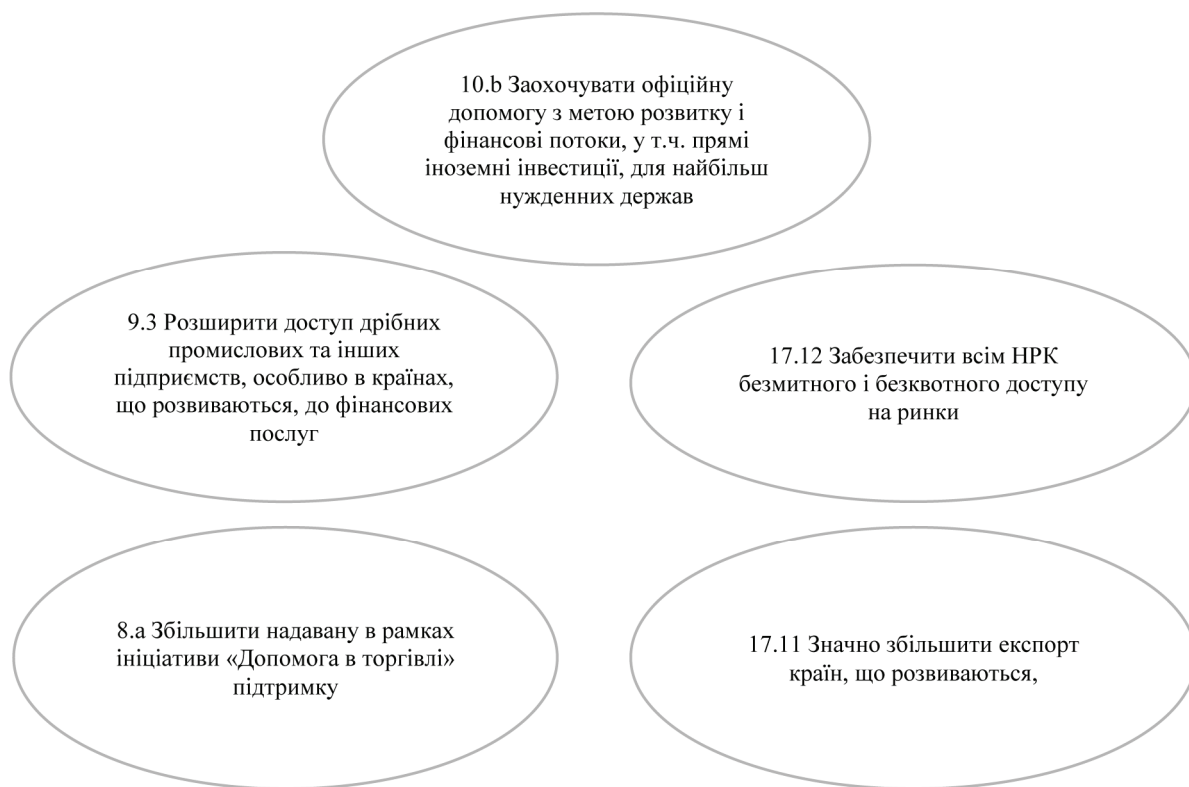 10.b Заохочувати офіційну
допомогу з метою розвитку і
фінансові потоки, у т.ч. прямі
іноземні інвестиції, для найбільш
нужденних держав
9.3 Розширити доступ дрібних
промислових та інших
підприємств, особливо в країнах,
що розвиваються, до фінансових
послуг
17.12 Забезпечити всім НРК
безмитного і безквотного доступу
на ринки
8.а Збільшити надавану в рамках
ініціативи «Допомога в торгівлі»
підтримку
17.11 Значно збільшити експорт
країн, що розвиваються,